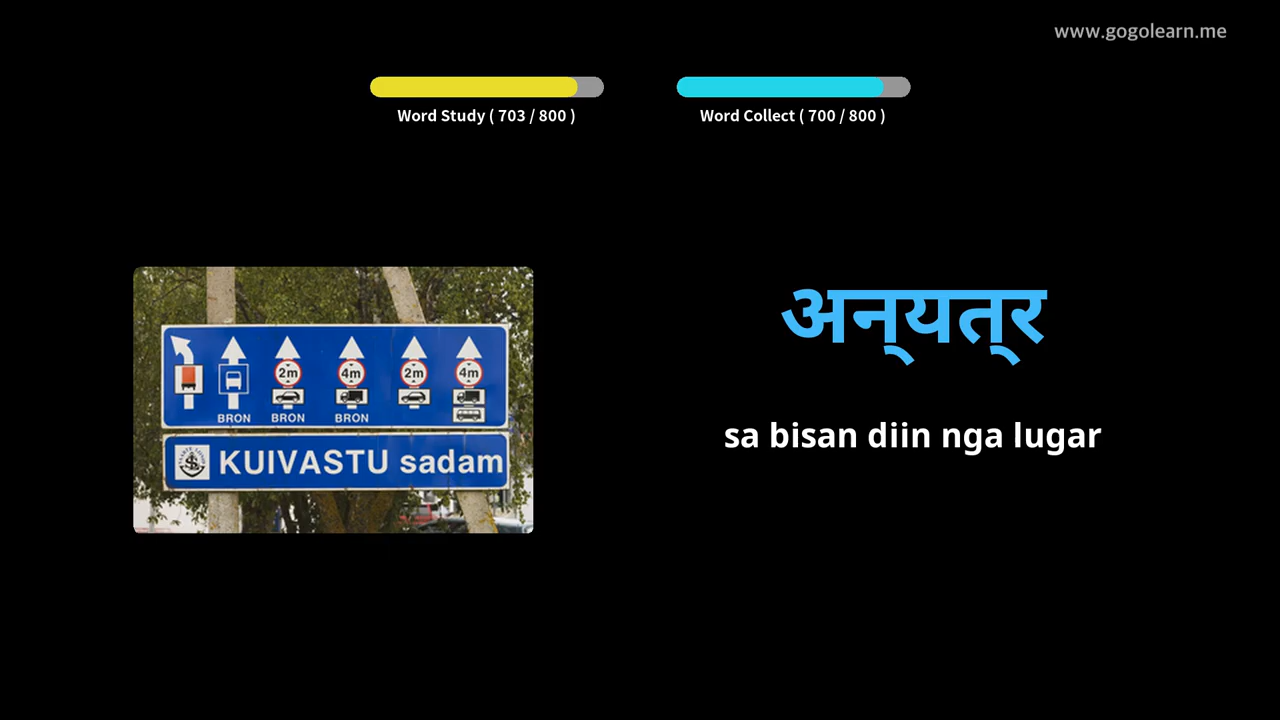 www.gogolearn.me
Word Study ( 703 / 800 )
Word Collect ( 700 / 800 )
2m
4m
2m
4m
BRON
BRON
BRON
KUIVASTU sadam
अन्‌यत्‌र
sa bisan diin nga lugar